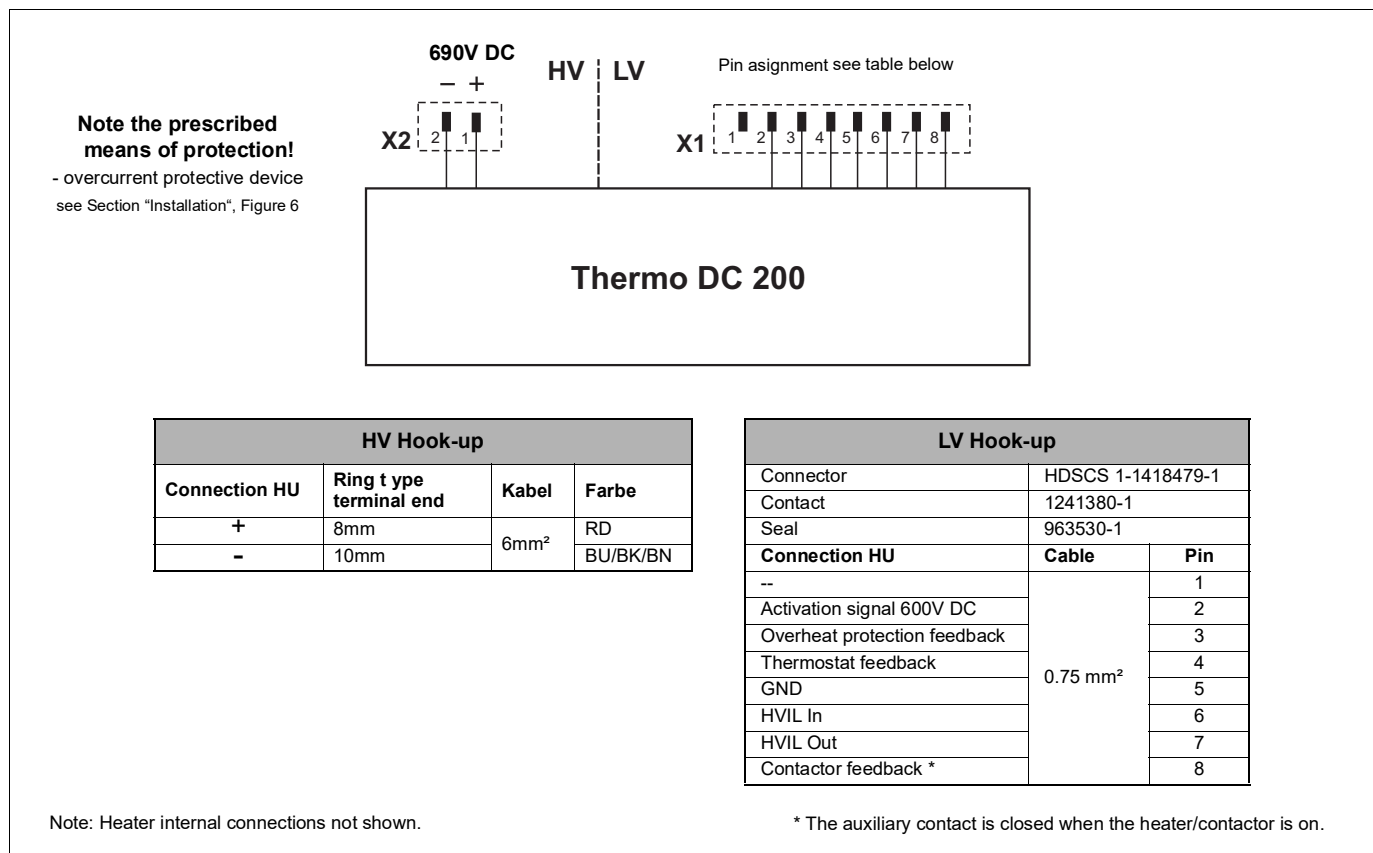 690V DC
− +
HV LV
Pin asignment see table below
Note the prescribed
means of protection!
- overcurrent protective device
see Section “Installation“, Figure 6
X2 2 1
X1 1 2 3 4 5 6 7 8
Thermo DC 200
HV Hook-up
Connection HU Ring t ype terminal end Kabel Farbe
+ 8mm 6mm² RD
- 10mm BU/BK/BN
LV Hook-up
Connector HDSCS 1-1418479-1
Contact 1241380-1
Seal 963530-1
Connection HU Cable Pin
-- 1
Activation signal 600V DC 2
Overheat protection feedback 3
Thermostat feedback 4
0.75 mm²
GND 5
HVIL In 6
HVIL Out 7
Contactor feedback * 8
Note: Heater internal connections not shown.
* The auxiliary contact is closed when the heater/contactor is on.